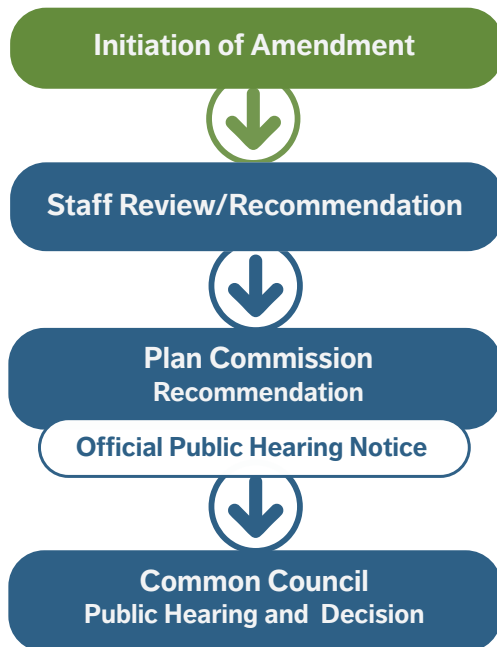 Initiation of Amendment
Staff Review/Recommendation
Plan Commission
Recommendation
Official Public Hearing Notice
Common Council
Public Hearing and Decision